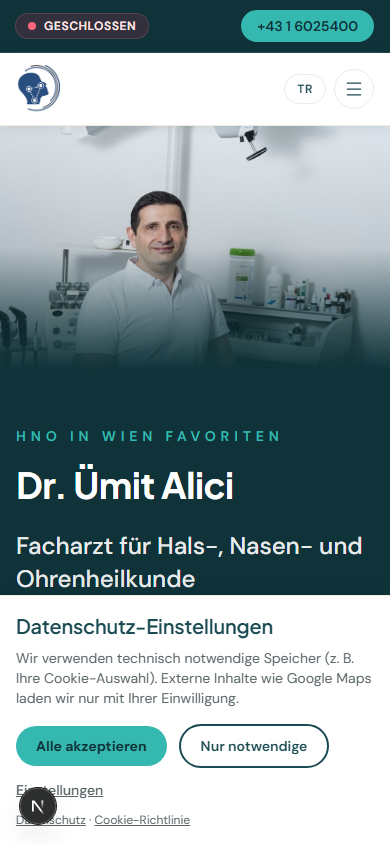 GESCHLOSSEN
+43 1 6025400
TR
HNO IN WIEN FAVORITEN
Dr. Ümit Alici
Facharzt für Hals-, Nasen- und
Ohrenheilkunde
Datenschutz-Einstellungen
Wir verwenden technisch notwendige Speicher (z. B.
Ihre Cookie-Auswahl). Externe Inhalte wie Google Maps
laden wir nur mit Ihrer Einwilligung.
Alle akzeptieren
Nur notwendige
Einstellungen
N
Datenschutz · Cookie-Richtlinie